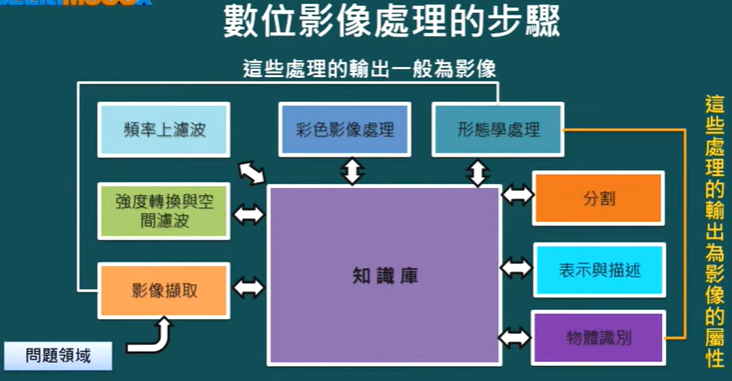 數位影像處理的步驟
這些處理的輸出一般為影像
頻率上濾波
彩色影像處理
形態學處理
強度轉換與空
間濾波
分割
知識庫
表示與描述
影像擷取
物體識別
問題領域
這些處理的輸出為影像的屬性